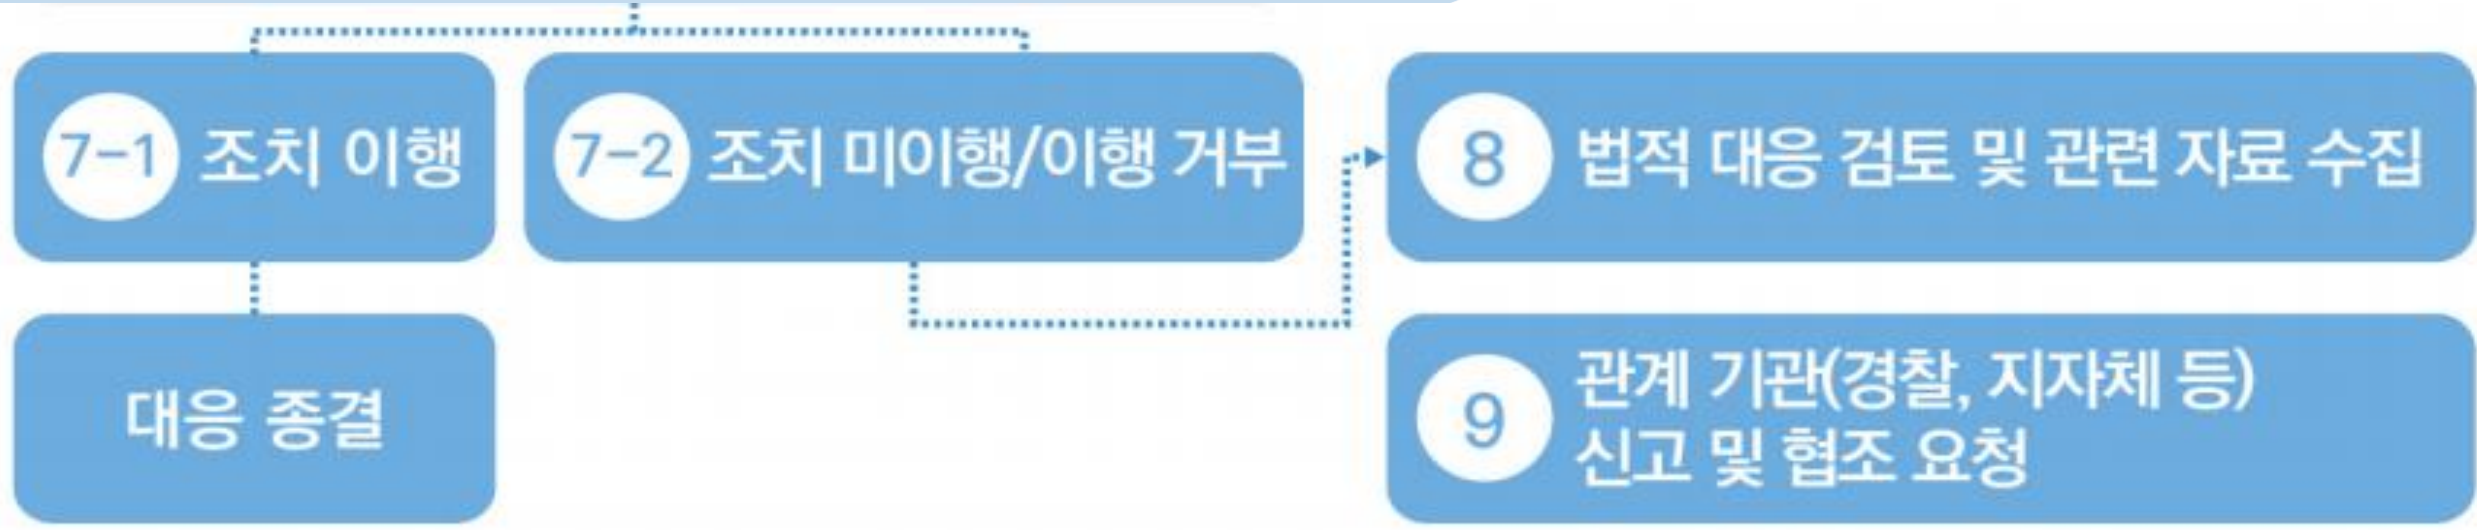 7-1 조치 이행
7-2 조치 미이행/이행 거부
8 법적 대응 검토 및 관련 자료 수집
대응 종결
9 관계 기관(경찰, 지자체 등)
신고 및 협조 요청